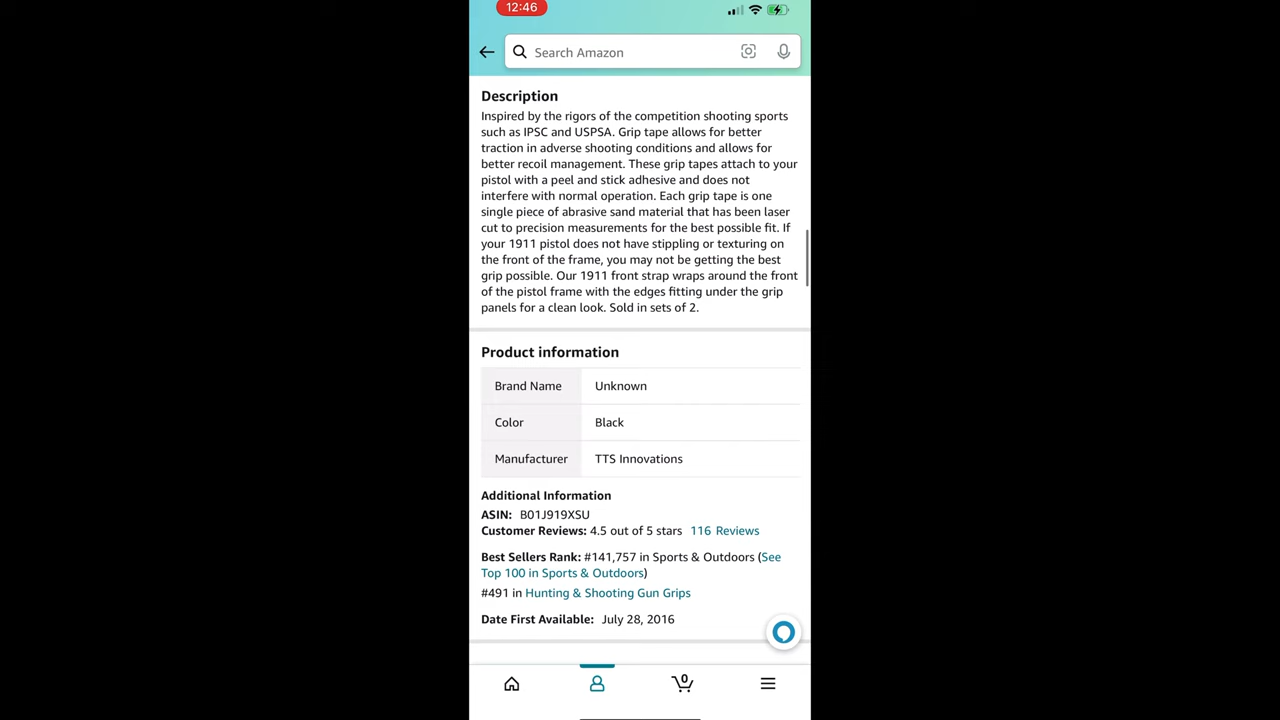 12:46
Search Amazon
Description
Inspired by the rigors of the competition shooting sports
such as IPSC and USPSA. Grip tape allows for better
traction in adverse shooting conditions and allows for
better recoil management. These grip tapes attach to your
pistol with a peel and stick adhesive and does not
interfere with normal operation. Each grip tape is one
single piece of abrasive sand material that has been laser
cut to precision measurements for the best possible fit. If
your 1911 pistol does not have stippling or texturing on
the front of the frame, you may not be getting the best
grip possible. Our 1911 front strap wraps around the front
of the pistol frame with the edges fitting under the grip
panels for a clean look. Sold in sets of 2.
Product information
Brand Name Unknown
Color Black
Manufacturer TTS Innovations
Additional Information
ASIN: B01J919XSU
Customer Reviews: 4.5 out of 5 stars 116 Reviews
Best Sellers Rank: #141,757 in Sports & Outdoors (See
Top 100 in Sports & Outdoors)
#491 in Hunting & Shooting Gun Grips
Date First Available: July 28, 2016
0